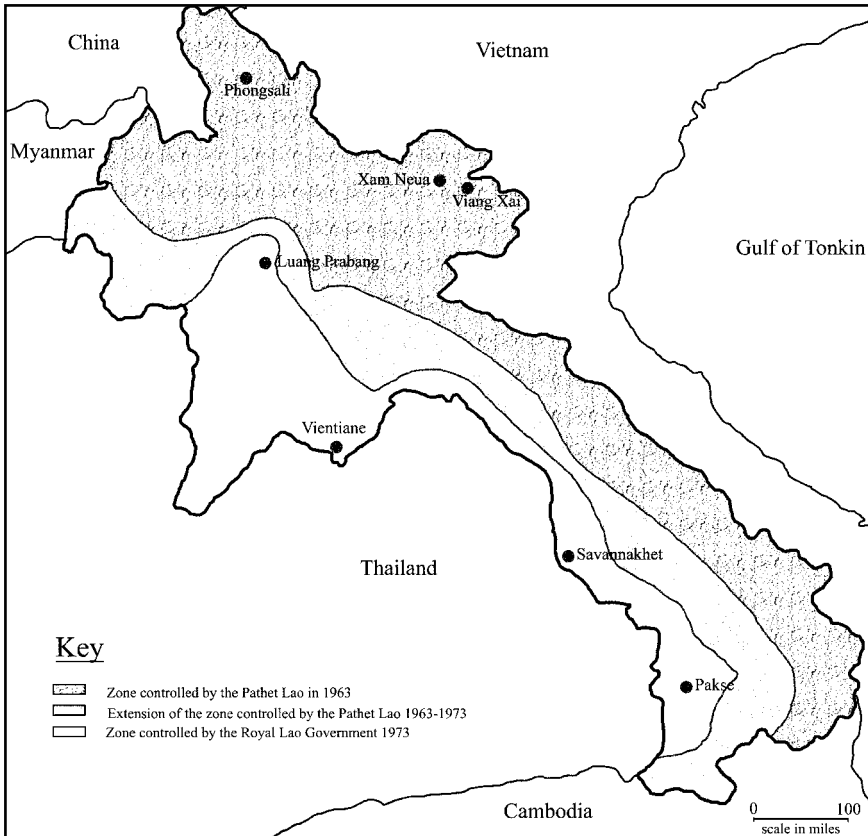 China
Vietnam
Phongsali
Myanmar
Xam Neua
Viang Xai
Gulf of Tonkin
Luang Prabang
Vientiane
Savannakhet
Thailand
Key
Pakse
Zone controlled by the Pathet Lao in 1963
Extension of the zone controlled by the Pathet Lao 1963-1973
Zone controlled by the Royal Lao Government 1973
Cambodia
0 100
scale in miles